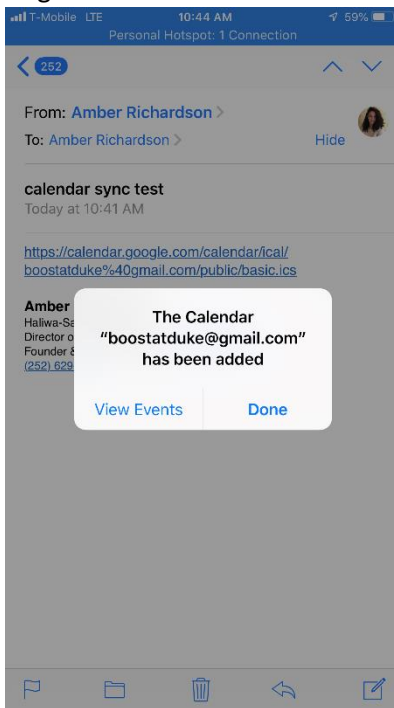 T-Mobile LTE 10:44 AM 59%
Personal Hotspot: 1 Connection
252
From: Amber Richardson
To: Amber Richardson Hide
calendar sync test
Today at 10:41 AM
https://calendar.google.com/calendar/ical/
boostatduke%40gmail.com/public/basic.ics
Amber
Haliwa-Sa
Director o
Founder &
(252) 629
The Calendar
“boostatduke@gmail.com”
has been added
View Events Done